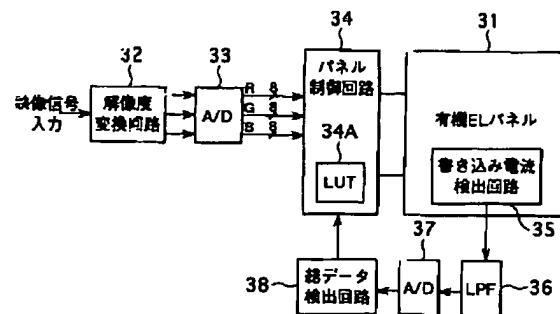 34
31
32
33
パネル
制御回路
映像信号
入力
解像度
変換回路
A/D
R 8
G 8
B 8
34A
LUT
有機ELパネル
書き込み電流
検出回路
35
37
38
総データ
検出回路
A/D
LPF
36